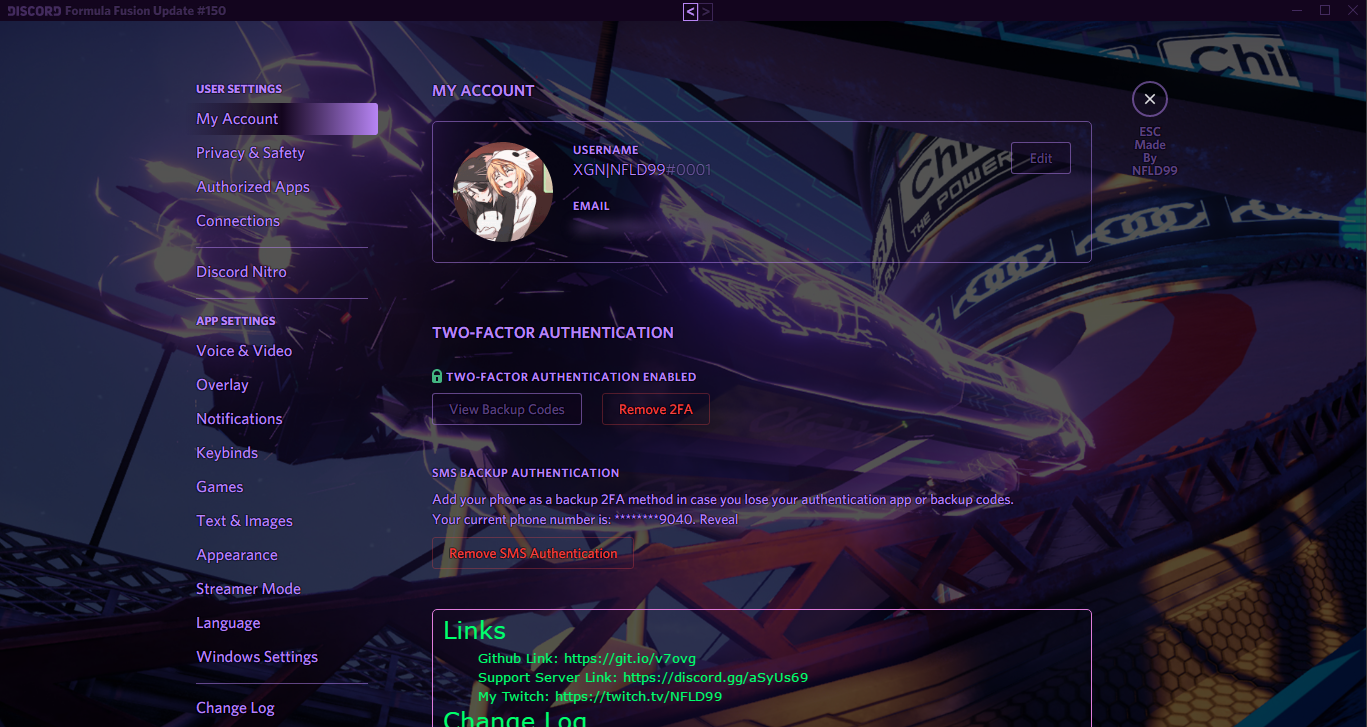 DISCORD Formula Fusion Update #150
< >
USER SETTINGS
My Account
Privacy & Safety
Authorized Apps
Connections
Discord Nitro
APP SETTINGS
Voice & Video
Overlay
Notifications
Keybinds
Games
Text & Images
Appearance
Streamer Mode
Language
Windows Settings
Change Log
MY ACCOUNT
USERNAME
XGN|NFLD99#0001
Edit
EMAIL
TWO-FACTOR AUTHENTICATION
TWO-FACTOR AUTHENTICATION ENABLED
View Backup Codes
Remove 2FA
SMS BACKUP AUTHENTICATION
Add your phone as a backup 2FA method in case you lose your authentication app or backup codes.
Your current phone number is: ********9040. Reveal
Remove SMS Authentication
Links
Github Link: https://git.io/v7ovg
Support Server Link: https://discord.gg/aSyUs69
My Twitch: https://twitch.tv/NFLD99
Change Log
ESC
Made
By
NFLD99
Chi
Chi
THE POWER